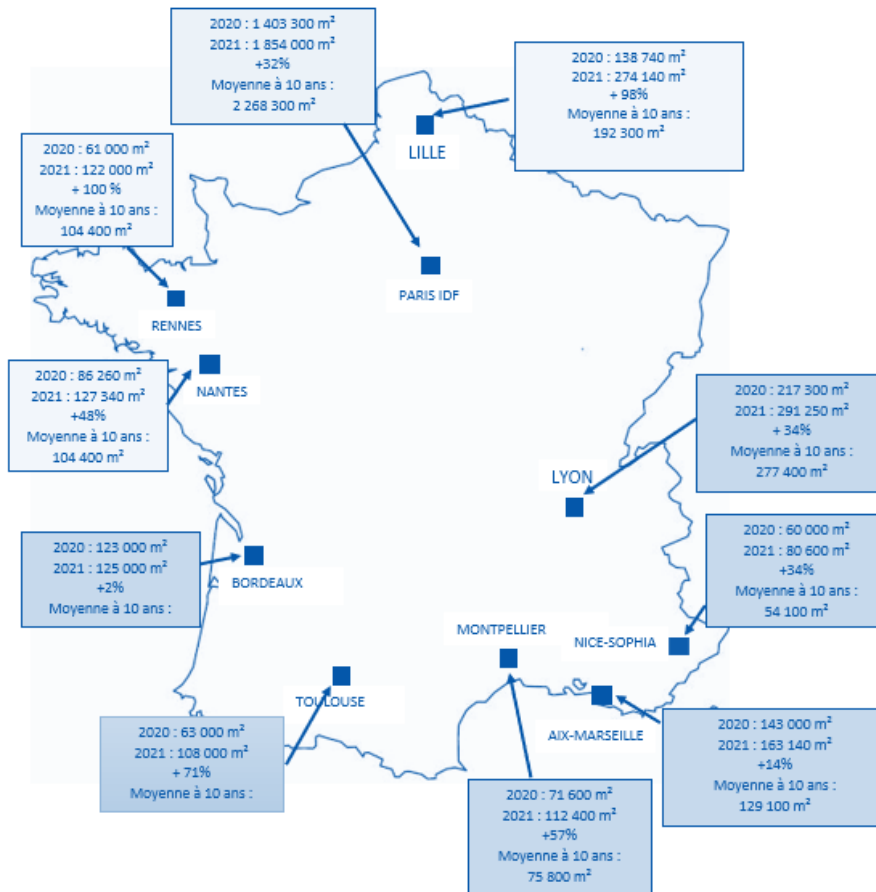 2020 : 1 403 300 m²
2021 : 1 854 000 m²
+32%
Moyenne à 10 ans :
2 268 300 m²
2020 : 138 740 m²
2021 : 274 140 m²
+ 98%
Moyenne à 10 ans :
192 300 m²
LILLE
2020 : 61 000 m²
2021 : 122 000 m²
+ 100 %
Moyenne à 10 ans :
104 400 m²
PARIS IDF
RENNES
2020 : 86 260 m²
2021 : 127 340 m²
+48%
Moyenne à 10 ans :
104 400 m²
NANTES
2020 : 217 300 m²
2021 : 291 250 m²
+ 34%
Moyenne à 10 ans :
277 400 m²
LYON
2020 : 123 000 m²
2021 : 125 000 m²
+2%
Moyenne à 10 ans :
BORDEAUX
2020 : 60 000 m²
2021 : 80 600 m²
+34%
Moyenne à 10 ans :
54 100 m²
MONTPELLIER
NICE-SOPHIA
TOULOUSE
AIX-MARSEILLE
2020 : 63 000 m²
2021 : 108 000 m²
+ 71%
Moyenne à 10 ans :
2020 : 143 000 m²
2021 : 163 140 m²
+14%
Moyenne à 10 ans :
129 100 m²
2020 : 71 600 m²
2021 : 112 400 m²
+57%
Moyenne à 10 ans :
75 800 m²